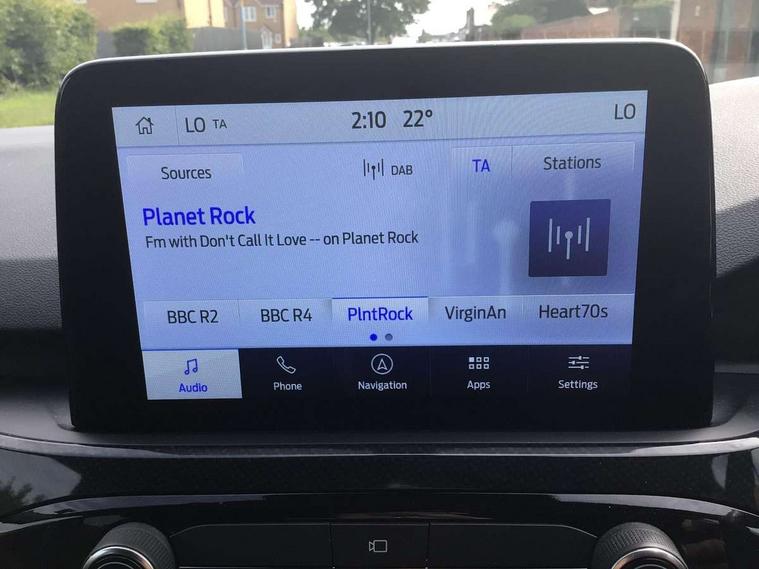 LO TA 2:10 22° LO
Sources DAB TA Stations
Planet Rock
Fm with Don't Call It Love -- on Planet Rock
BBC R2 BBC R4 PlntRock VirginAn Heart70s
Audio Phone Navigation Apps Settings